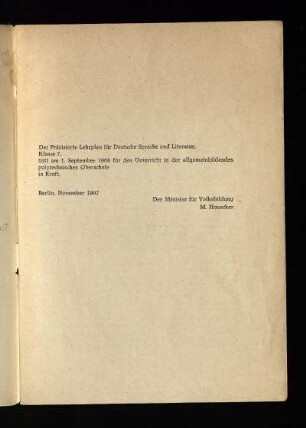 Der Präzisierte Lehrplan für Deutsche Sprache und Literatur,
Klasse 7,
tritt am 1. September 1968 für den Unterricht in der allgemeinbildenden
polytechnischen Oberschule
in Kraft.
Berlin, November 1967
Der Minister für Volksbildung
M. Honecker